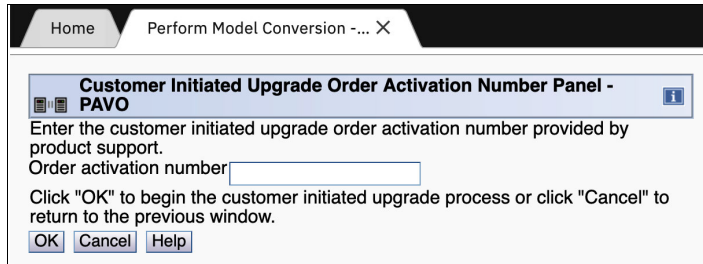 Home
Perform Model Conversion -... X
Customer Initiated Upgrade Order Activation Number Panel -
PAVO
i
Enter the customer initiated upgrade order activation number provided by
product support.
Order activation number
Click "OK" to begin the customer initiated upgrade process or click "Cancel" to
return to the previous window.
OK Cancel Help